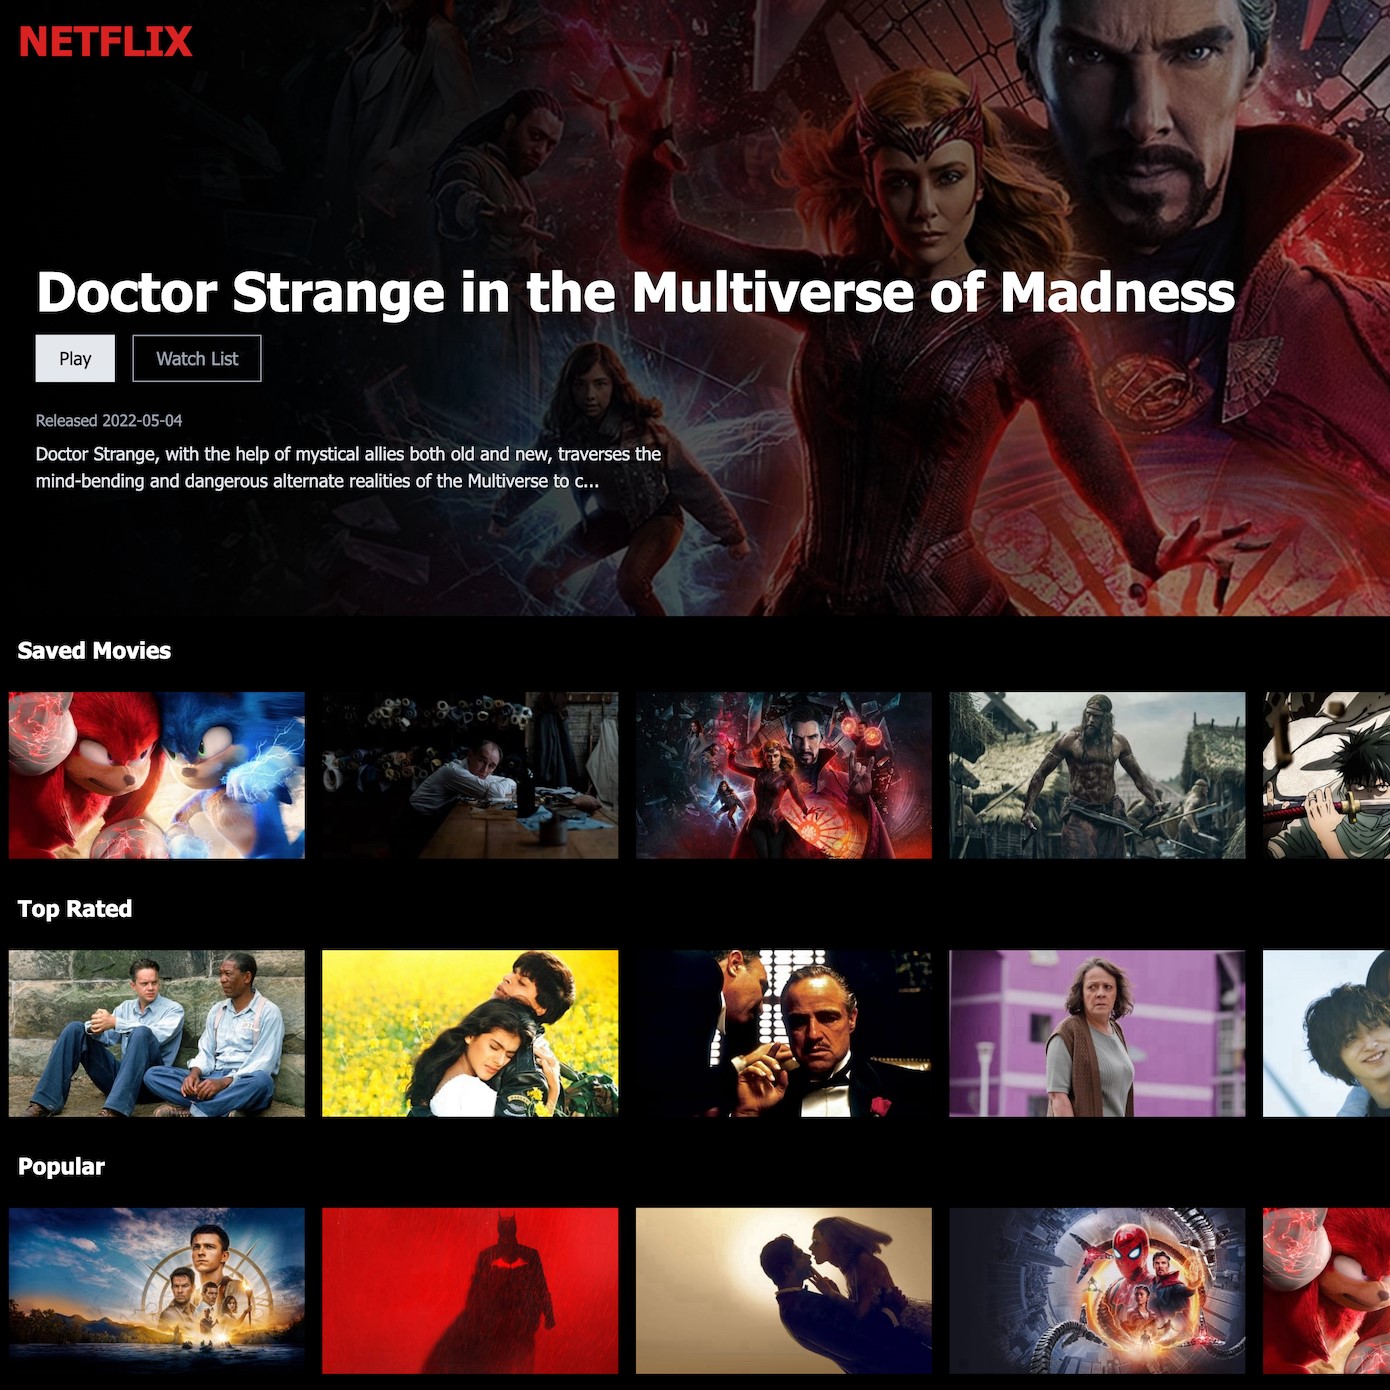 NETFLIX
Doctor Strange in the Multiverse of Madness
Play
Watch List
Released 2022-05-04
Doctor Strange, with the help of mystical allies both old and new, traverses the
mind-bending and dangerous alternate realities of the Multiverse to c...
Saved Movies
Top Rated
Popular